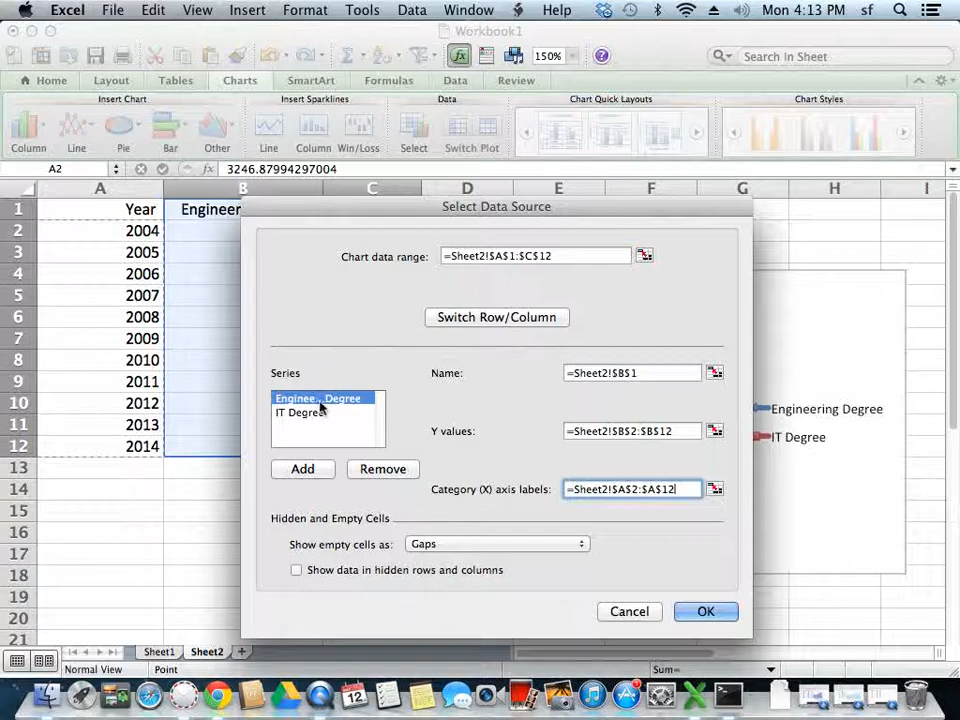 Excel File Edit View Insert Format Tools Data Window Help Mon 4:13 PM sf
Workbook1
150% Search in Sheet
Home Layout Tables Charts SmartArt Formulas Data Review
Insert Chart Insert Sparklines Data Chart Quick Layouts Chart Styles
Column Line Pie Bar Other Line Column Win/Loss Select Switch Plot
A2 fx 3246.87994297004
A B C D E F G H I
1 Year Engineer
2 2004
3 2005
4 2006
5 2007
6 2008
7 2009
8 2010
9 2011
10 2012
11 2013
12 2014
13
14
15
16
17
18
19
20
21
Select Data Source
Chart data range: =Sheet2!$A$1:$C$12
Switch Row/Column
Series Name: =Sheet2!$B$1
Enginee... Degree
IT Degree
Y values: =Sheet2!$B$2:$B$12
Add Remove
Category (X) axis labels: =Sheet2!$A$2:$A$12
Hidden and Empty Cells
Show empty cells as: Gaps
Show data in hidden rows and columns
Cancel OK
Engineering Degree
IT Degree
Sheet1 Sheet2
Normal View Point Sum=
12